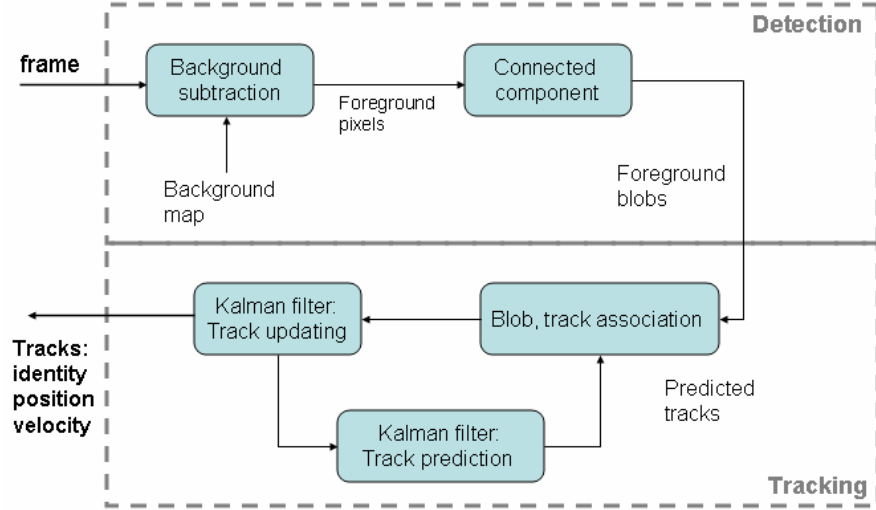 Detection
frame
Background
subtraction
Connected
component
Foreground
pixels
Background
map
Foreground
blobs
Kalman filter:
Track updating
Blob, track association
Tracks:
identity
position
velocity
Predicted
tracks
Kalman filter:
Track prediction
Tracking